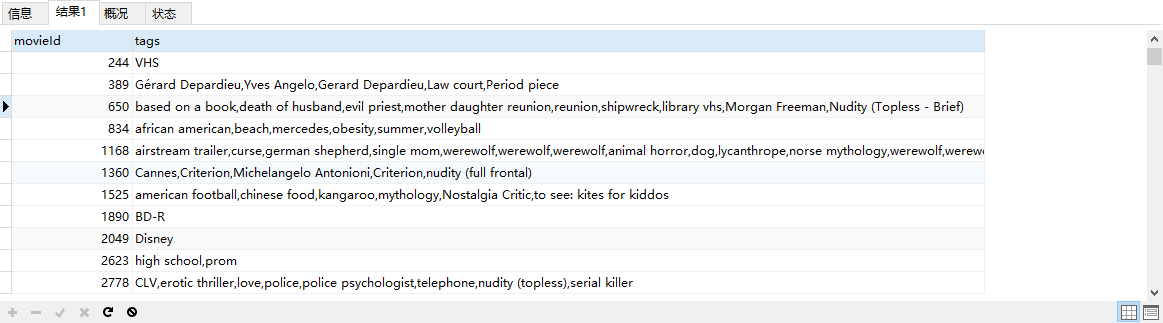 信息 结果1 概况 状态
movieId tags
244 VHS
389 Gérard Depardieu,Yves Angelo,Gerard Depardieu,Law court,Period piece
650 based on a book,death of husband,evil priest,mother daughter reunion,reunion,shipwreck,library vhs,Morgan Freeman,Nudity (Topless - Brief)
834 african american,beach,mercedes,obesity,summer,volleyball
1168 airstream trailer,curse,german shepherd,single mom,werewolf,werewolf,werewolf,animal horror,dog,lycanthrope,norse mythology,werewolf,werew
1360 Cannes,Criterion,Michelangelo Antonioni,Criterion,nudity (full frontal)
1525 american football,chinese food,kangaroo,mythology,Nostalgia Critic,to see: kites for kiddos
1890 BD-R
2049 Disney
2623 high school,prom
2778 CLV,erotic thriller,love,police,police psychologist,telephone,nudity (topless),serial killer